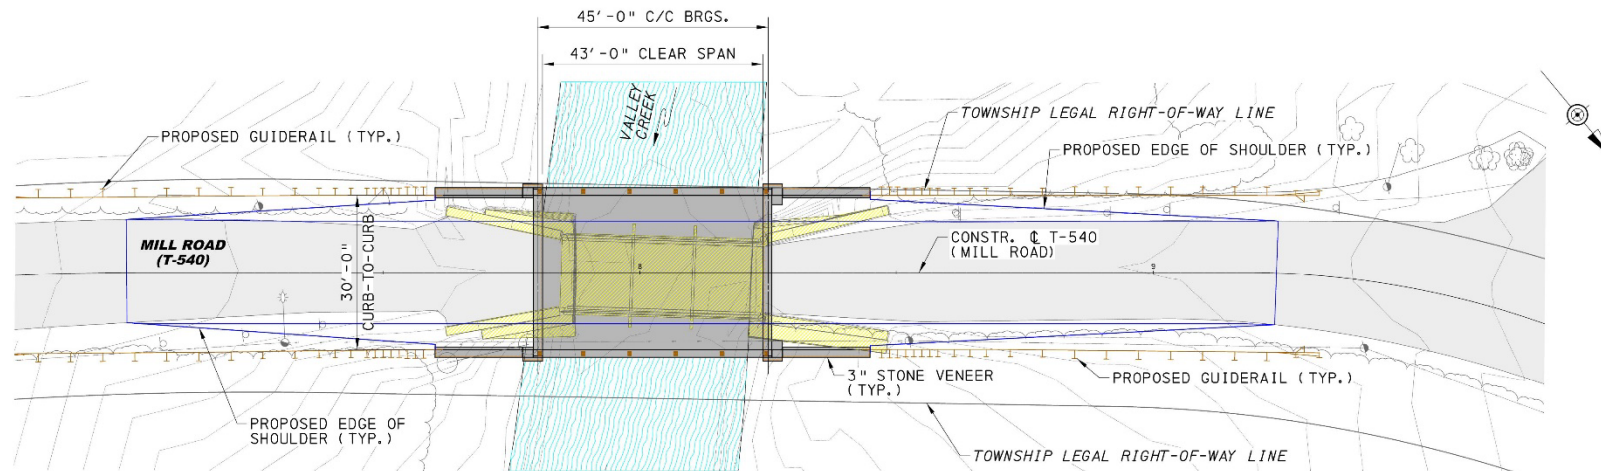 45'-0" C/C BRGS.
43'-0" CLEAR SPAN
VALLEY
CREEK
PROPOSED GUIDERAIL (TYP.)
TOWNSHIP LEGAL RIGHT-OF-WAY LINE
PROPOSED EDGE OF SHOULDER (TYP.)
MILL ROAD
(T-540)
30'-0"
CURB-TO-CURB
CONSTR. ℄ T-540
(MILL ROAD)
8
9
3" STONE VENEER
(TYP.)
PROPOSED GUIDERAIL (TYP.)
PROPOSED EDGE OF
SHOULDER (TYP.)
TOWNSHIP LEGAL RIGHT-OF-WAY LINE